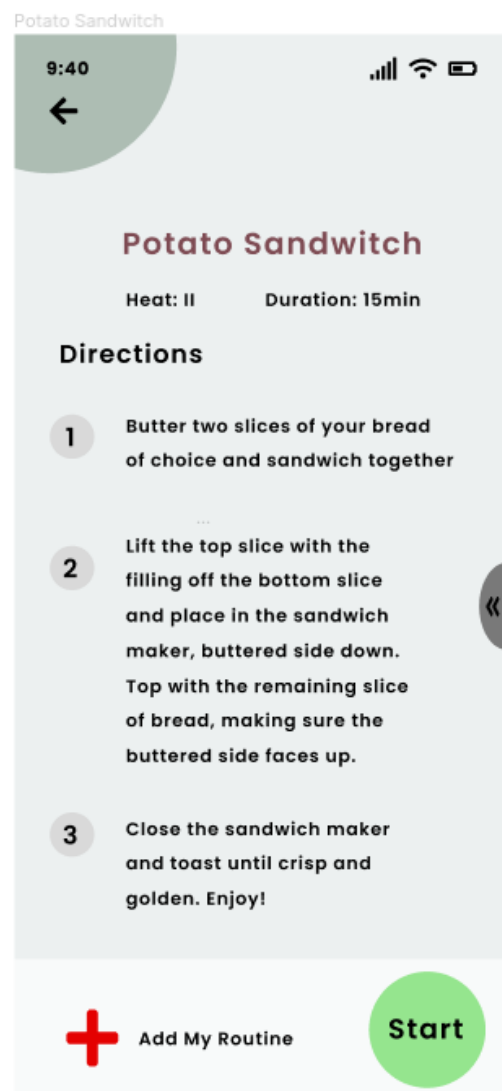 Potato Sandwitch
9:40
Potato Sandwitch
Heat: II
Duration: 15min
Directions
1
Butter two slices of your bread
of choice and sandwich together
...
2
Lift the top slice with the
filling off the bottom slice
and place in the sandwich
maker, buttered side down.
Top with the remaining slice
of bread, making sure the
buttered side faces up.
3
Close the sandwich maker
and toast until crisp and
golden. Enjoy!
Add My Routine
Start